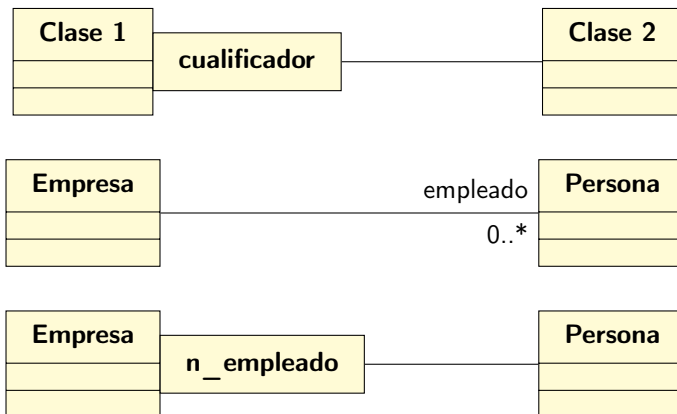 Clase 1
cualificador
Clase 2
Empresa
empleado
0..*
Persona
Empresa
n_empleado
Persona